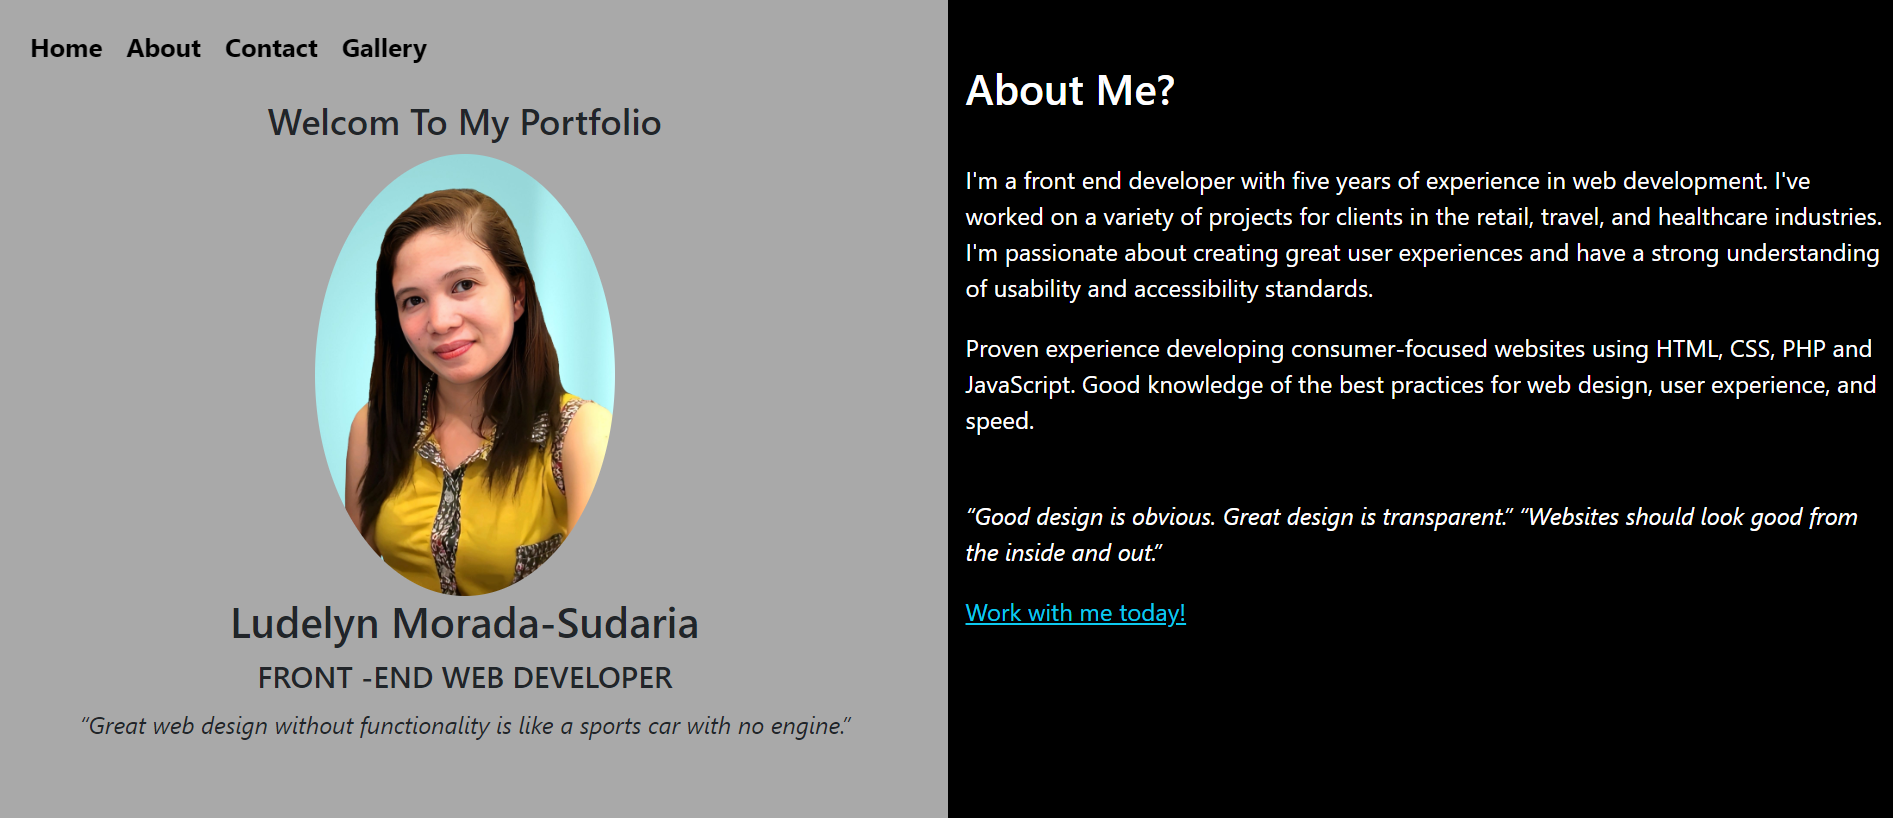 Home About Contact Gallery
Welcom To My Portfolio
Ludelyn Morada-Sudaria
FRONT -END WEB DEVELOPER
“Great web design without functionality is like a sports car with no engine.”
About Me?
I'm a front end developer with five years of experience in web development. I've
worked on a variety of projects for clients in the retail, travel, and healthcare industries.
I'm passionate about creating great user experiences and have a strong understanding
of usability and accessibility standards.
Proven experience developing consumer-focused websites using HTML, CSS, PHP and
JavaScript. Good knowledge of the best practices for web design, user experience, and
speed.
“Good design is obvious. Great design is transparent.” “Websites should look good from
the inside and out.”
Work with me today!